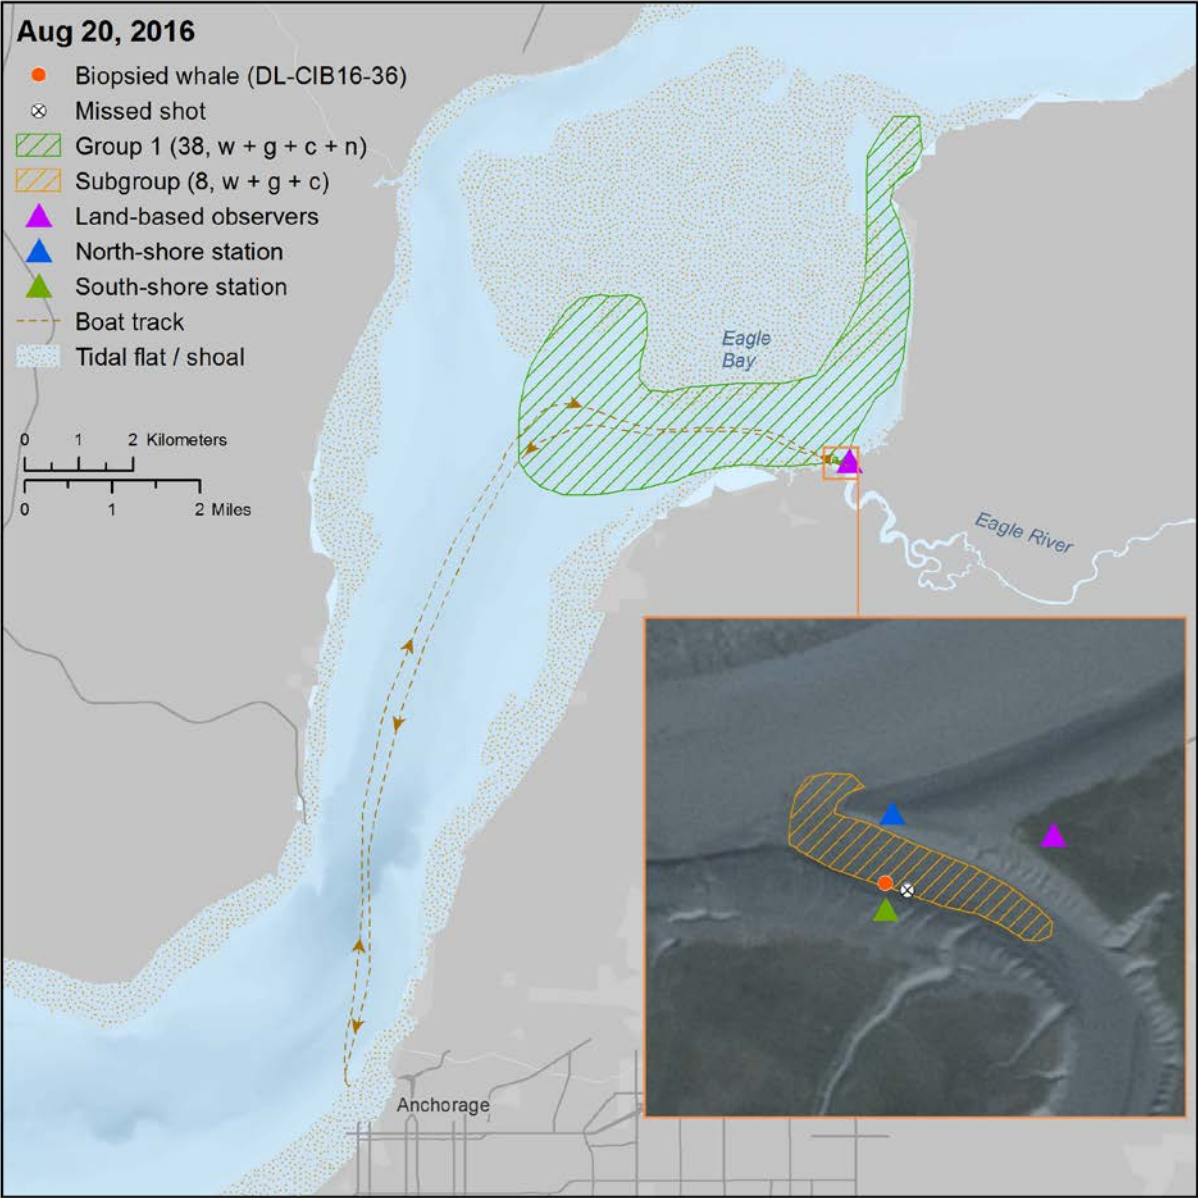 Aug 20, 2016
Biopsied whale (DL-CIB16-36)
Missed shot
Group 1 (38, w + g + c + n)
Subgroup (8, w + g + c)
Land-based observers
North-shore station
South-shore station
Boat track
Tidal flat / shoal
0 1 2 Kilometers
0 1 2 Miles
Eagle
Bay
Eagle River
Anchorage